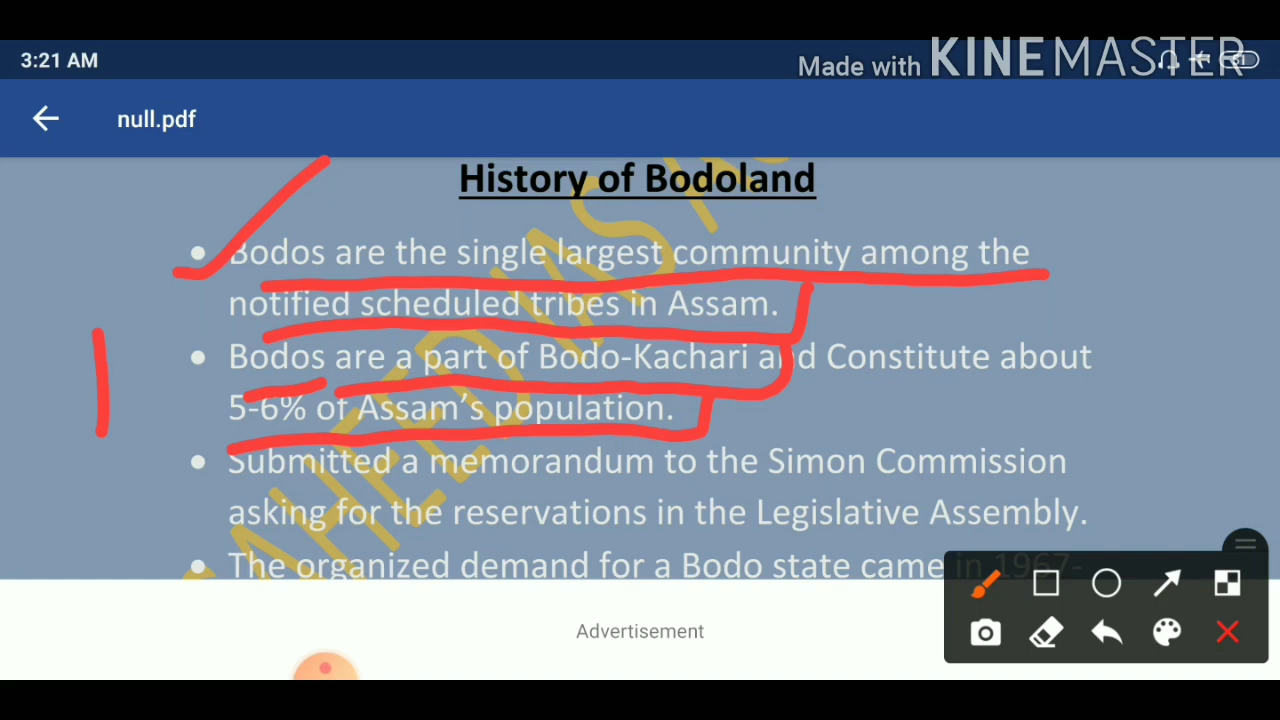 Made with KINEMASTER
3:21 AM
51
null.pdf
History of Bodoland
• Bodos are the single largest community among the
notified scheduled tribes in Assam.
• Bodos are a part of Bodo-Kachari and Constitute about
5-6% of Assam's population.
• Submitted a memorandum to the Simon Commission
asking for the reservations in the Legislative Assembly.
• The organized demand for a Bodo state came in 1967-
Advertisement